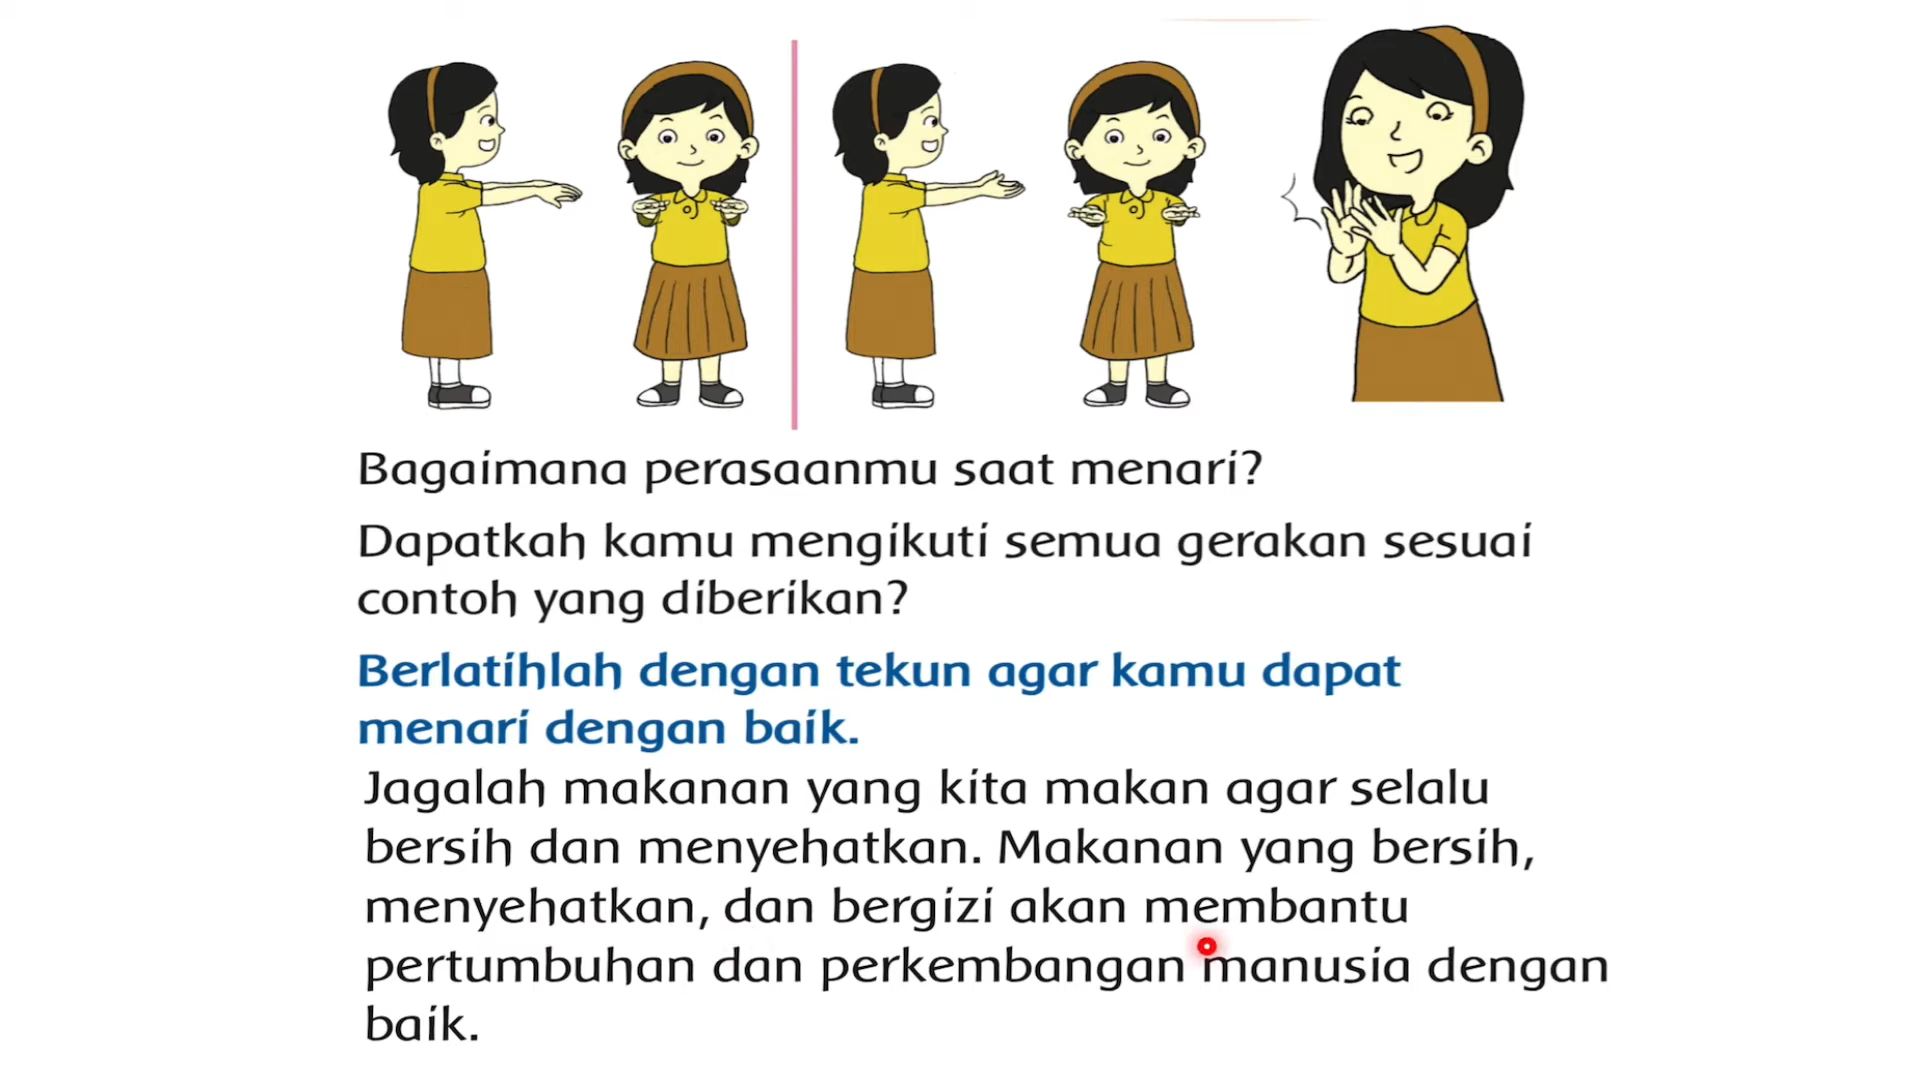 Bagaimana perasaanmu saat menari?
Dapatkah kamu mengikuti semua gerakan sesuai
contoh yang diberikan?
Berlatihlah dengan tekun agar kamu dapat
menari dengan baik.
Jagalah makanan yang kita makan agar selalu
bersih dan menyehatkan. Makanan yang bersih,
menyehatkan, dan bergizi akan membantu
pertumbuhan dan perkembangan manusia dengan
baik.